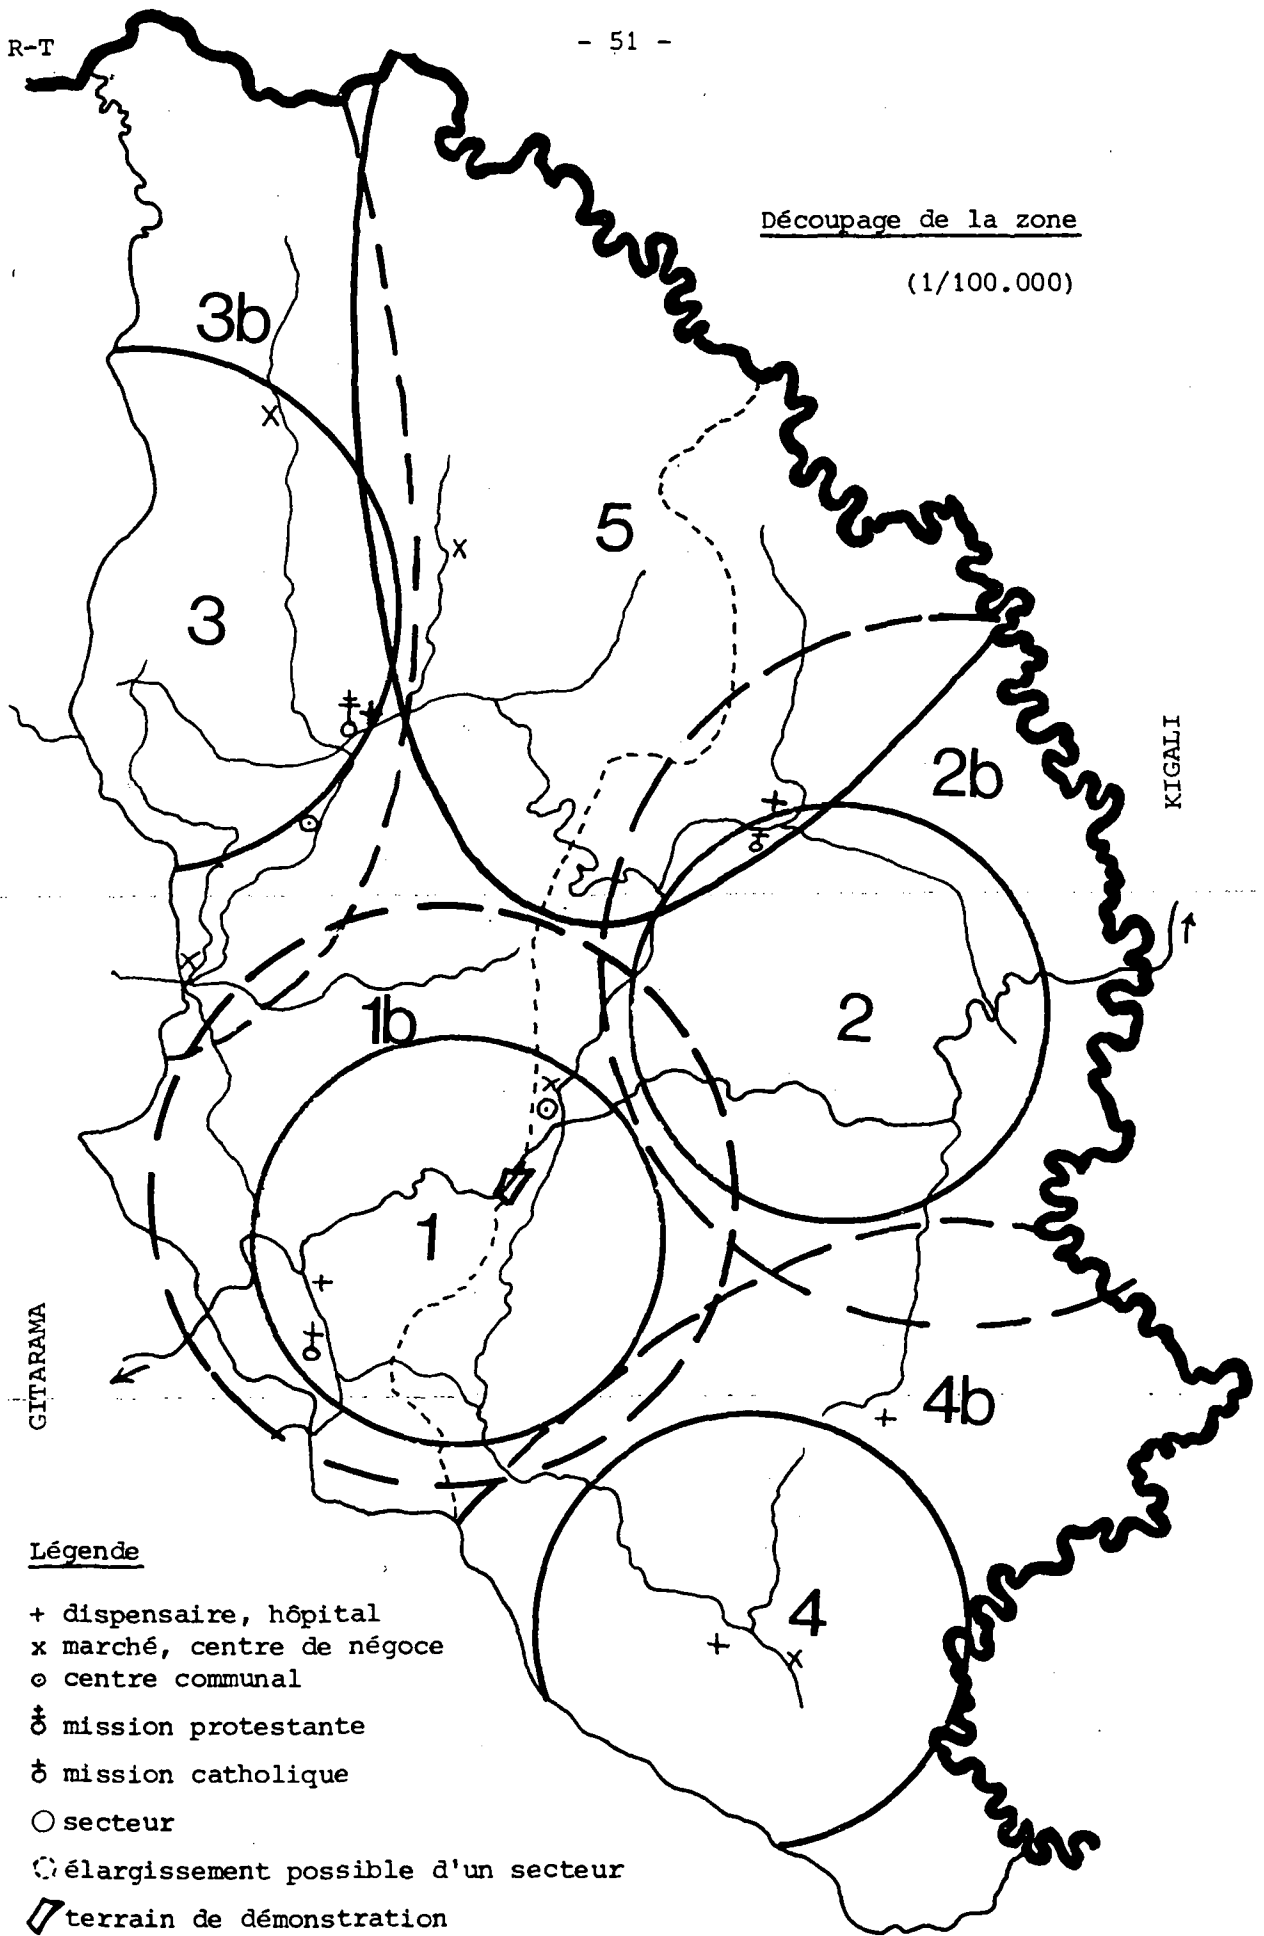 R-T
- 51 -
Découpage de la zone
(1/100.000)
3b
5
3
2b
KIGALI
2
1b
1
GITARAMA
4b
4
Légende
+ dispensaire, hôpital
x marché, centre de négoce
centre communal
mission protestante
mission catholique
secteur
élargissement possible d'un secteur
terrain de démonstration